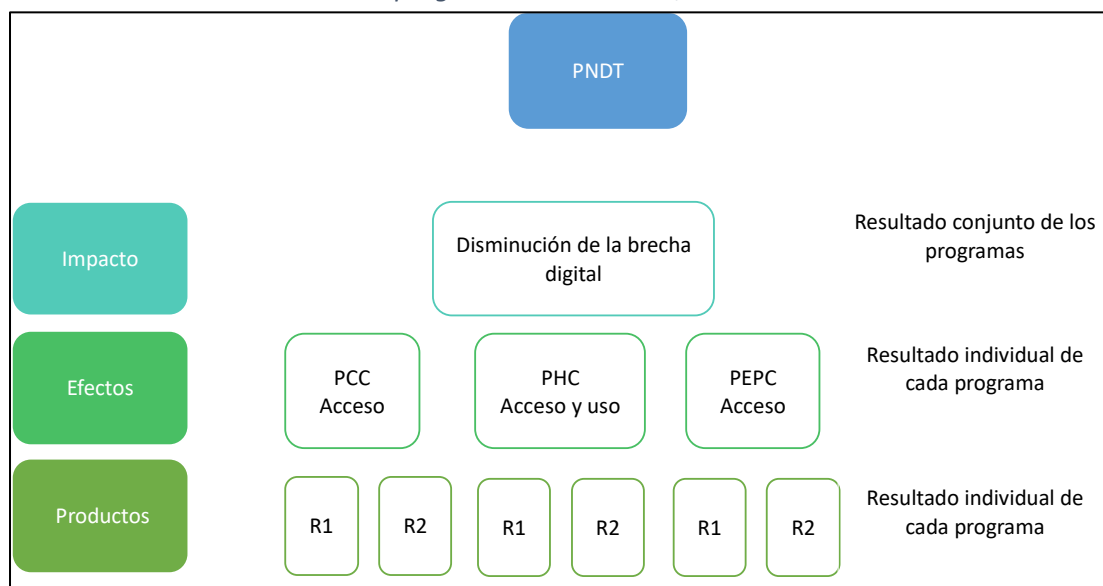 PNDT
Impacto
Disminución de la brecha
digital
Resultado conjunto de los
programas
Efectos
PCC
Acceso
PHC
Acceso y uso
PEPC
Acceso
Resultado individual de
cada programa
Productos
R1
R2
R1
R2
R1
R2
Resultado individual de
cada programa